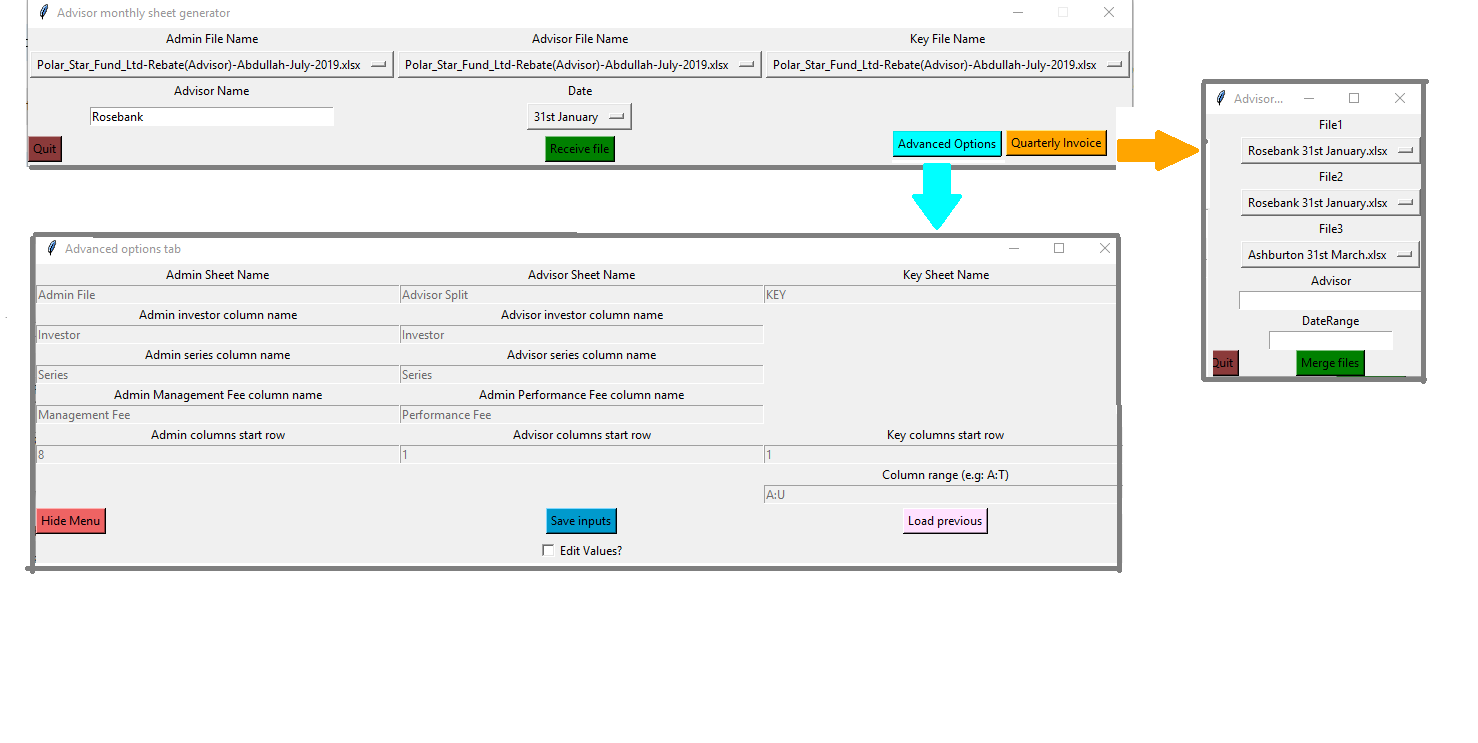 Advisor monthly sheet generator
Admin File Name Advisor File Name Key File Name
Polar_Star_Fund_Ltd-Rebate(Advisor)-Abdullah-July-2019.xlsx Polar_Star_Fund_Ltd-Rebate(Advisor)-Abdullah-July-2019.xlsx Polar_Star_Fund_Ltd-Rebate(Advisor)-Abdullah-July-2019.xlsx
Advisor Name Date
Rosebank 31st January
Quit Receive file Advanced Options Quarterly Invoice
Advisor...
File1
Rosebank 31st January.xlsx
File2
Rosebank 31st January.xlsx
File3
Ashburton 31st March.xlsx
Advisor
DateRange
Quit Merge files
Advanced options tab
Admin Sheet Name Advisor Sheet Name Key Sheet Name
Admin File Advisor Split KEY
Admin investor column name Advisor investor column name
Investor Investor
Admin series column name Advisor series column name
Series Series
Admin Management Fee column name Admin Performance Fee column name
Management Fee Performance Fee
Admin columns start row Advisor columns start row Key columns start row
8 1 1
Column range (e.g: A:T)
A:U
Hide Menu Save inputs Load previous
Edit Values?